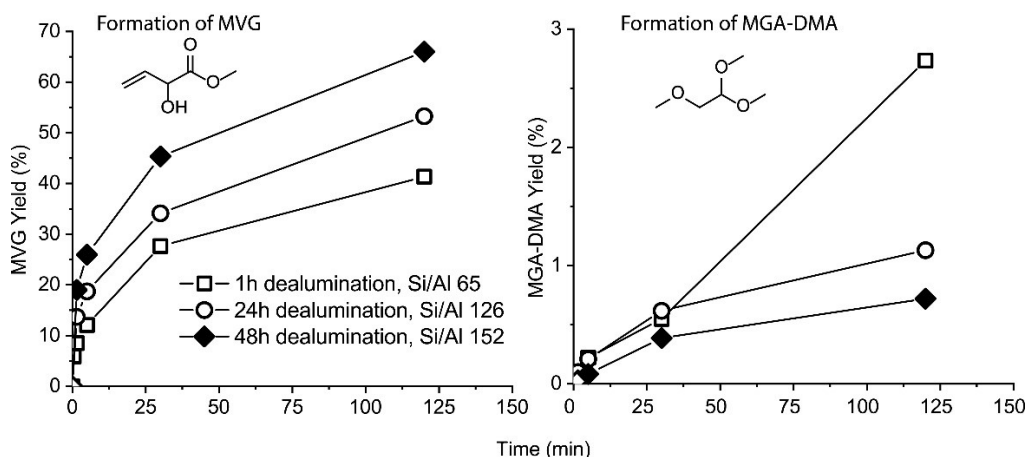 Formation of MVG
O
O
OH
MVG Yield (%)
70
60
50
40
30
20
10
0
1h dealumination, Si/Al 65
24h dealumination, Si/Al 126
48h dealumination, Si/Al 152
0 25 50 75 100 125 150
Formation of MGA-DMA
O
O
O
MGA-DMA Yield (%)
3
2
1
0
0 25 50 75 100 125 150
Time (min)